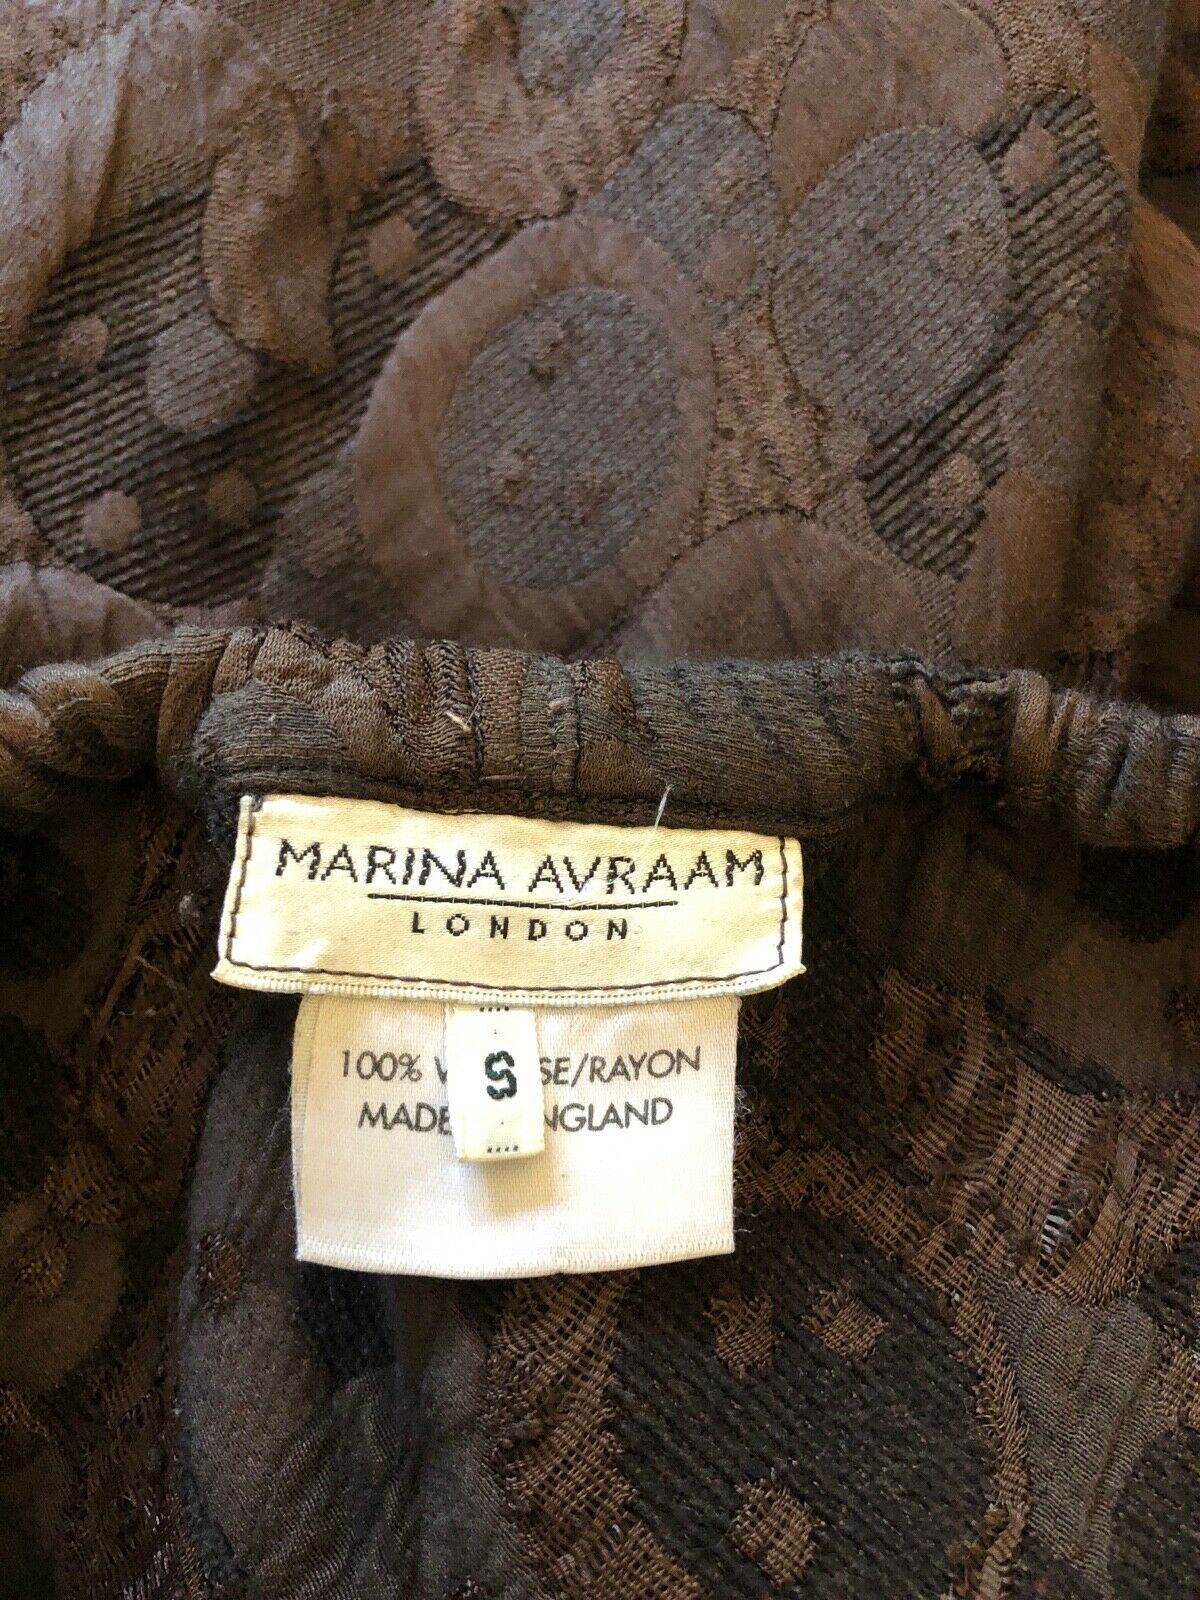 MARINA AVRAAM
LONDON
100% V S SE/RAYON
MADE NGLAND